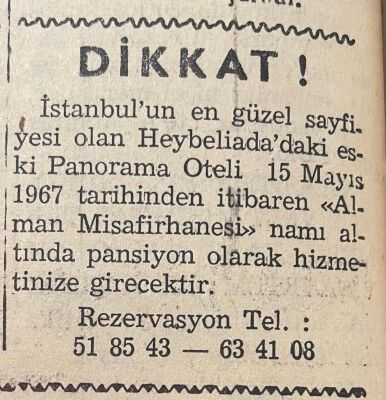 DİKKAT !
İstanbul'un en güzel sayfi-
yesi olan Heybeliada'daki es-
ki Panorama Oteli 15 Mayıs
1967 tarihinden itibaren «Al-
man Misafirhanesi» namı al-
tında pansiyon olarak hizme-
tinize girecektir.
Rezervasyon Tel. :
51 85 43 — 63 41 08